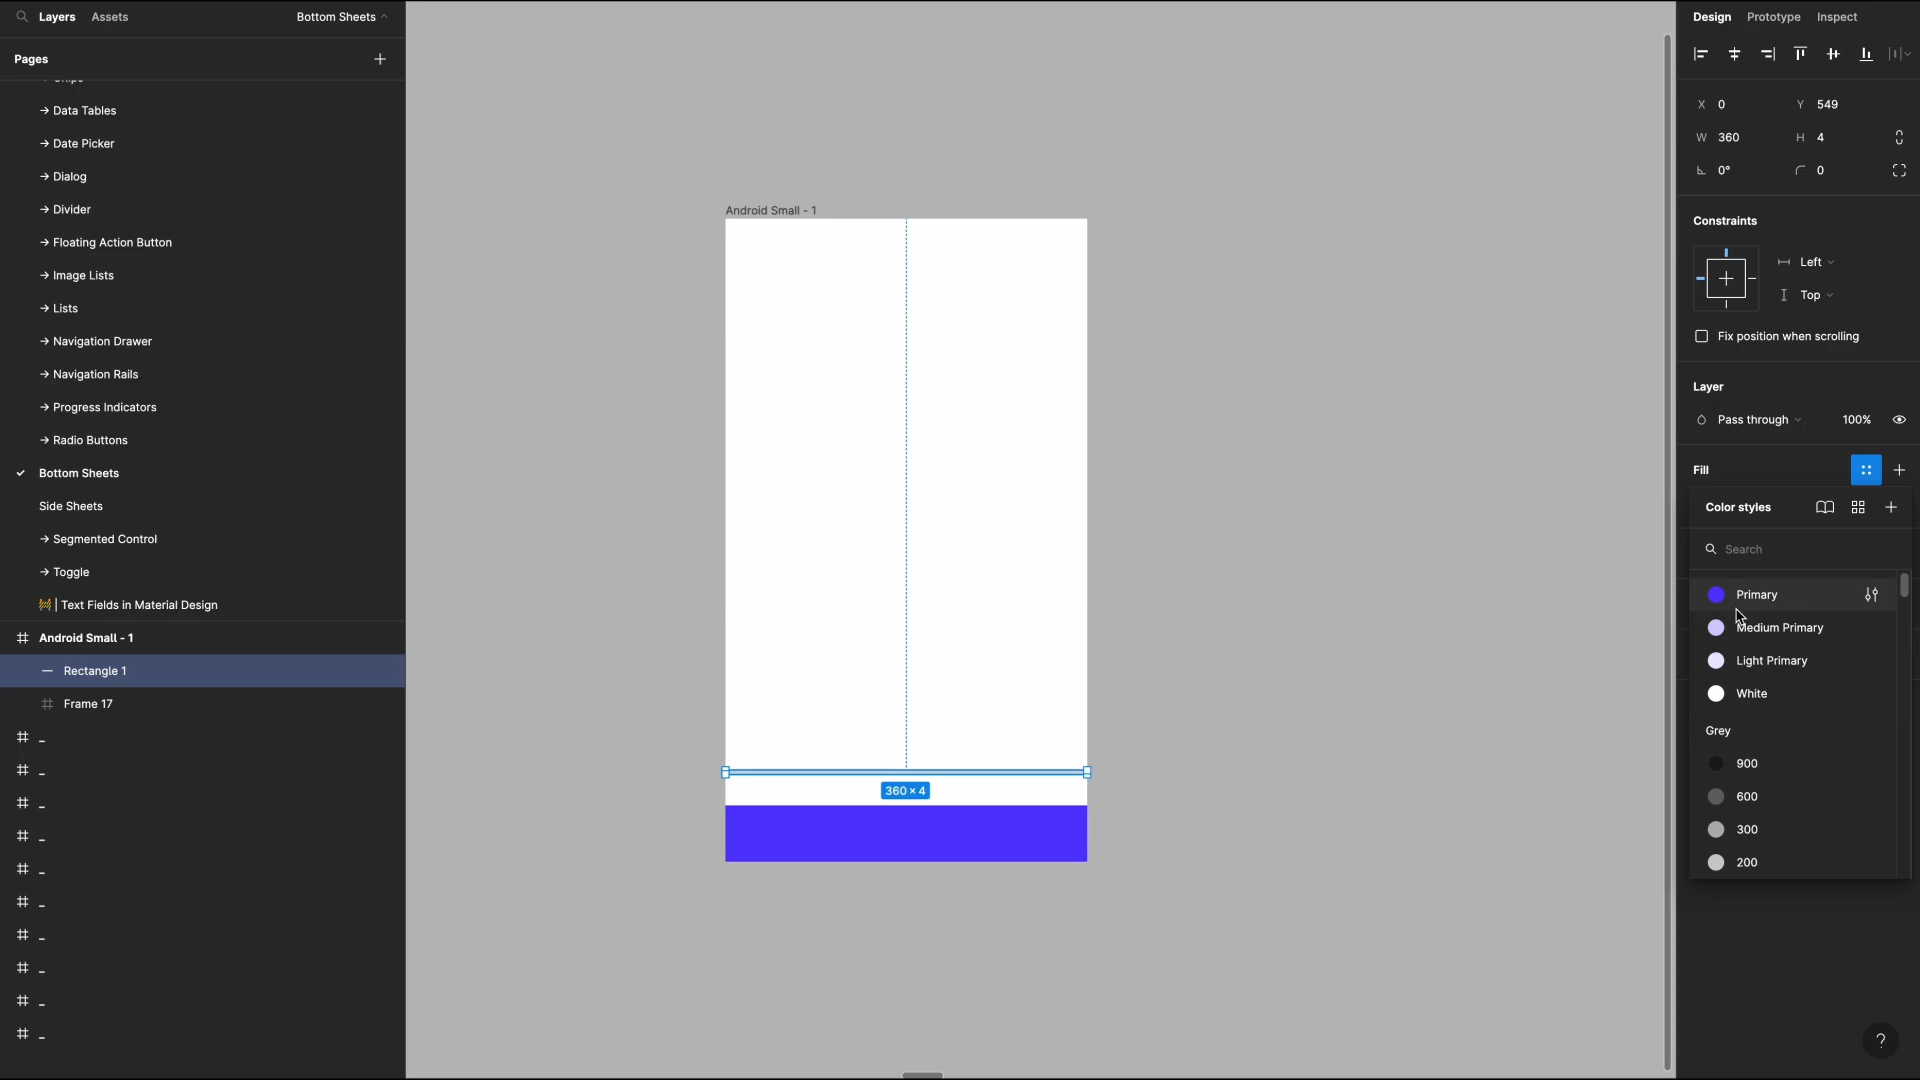 Layers
Assets
Bottom Sheets
Pages
→ Data Tables
→ Date Picker
→ Dialog
→ Divider
→ Floating Action Button
→ Image Lists
→ Lists
→ Navigation Drawer
→ Navigation Rails
→ Progress Indicators
→ Radio Buttons
Bottom Sheets
Side Sheets
→ Segmented Control
→ Toggle
🚧 | Text Fields in Material Design
Android Small - 1
Rectangle 1
Frame 17
_
_
_
_
_
_
_
_
_
_
Android Small - 1
360 × 4
Design
Prototype
Inspect
X 0
Y 549
W 360
H 4
0°
0
Constraints
Left
Top
Fix position when scrolling
Layer
Pass through
100%
Fill
Color styles
Search
Primary
Medium Primary
Light Primary
White
Grey
900
600
300
200
?